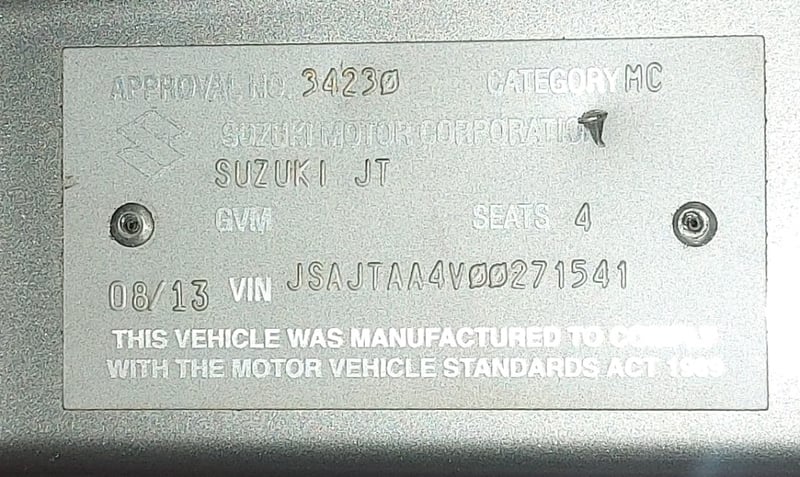 APPROVAL NO. 34230 CATEGORY MC
SUZUKI MOTOR CORPORATION
SUZUKI JT
GVM SEATS 4
08/13 VIN JSAJTAA4V00271541
THIS VEHICLE WAS MANUFACTURED TO COMPLY
WITH THE MOTOR VEHICLE STANDARDS ACT 1989